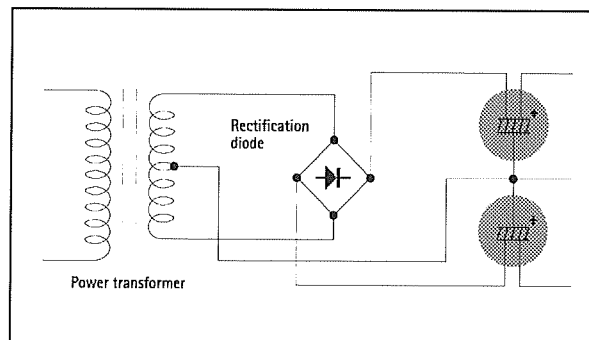 Rectification
diode
+
+
Power transformer